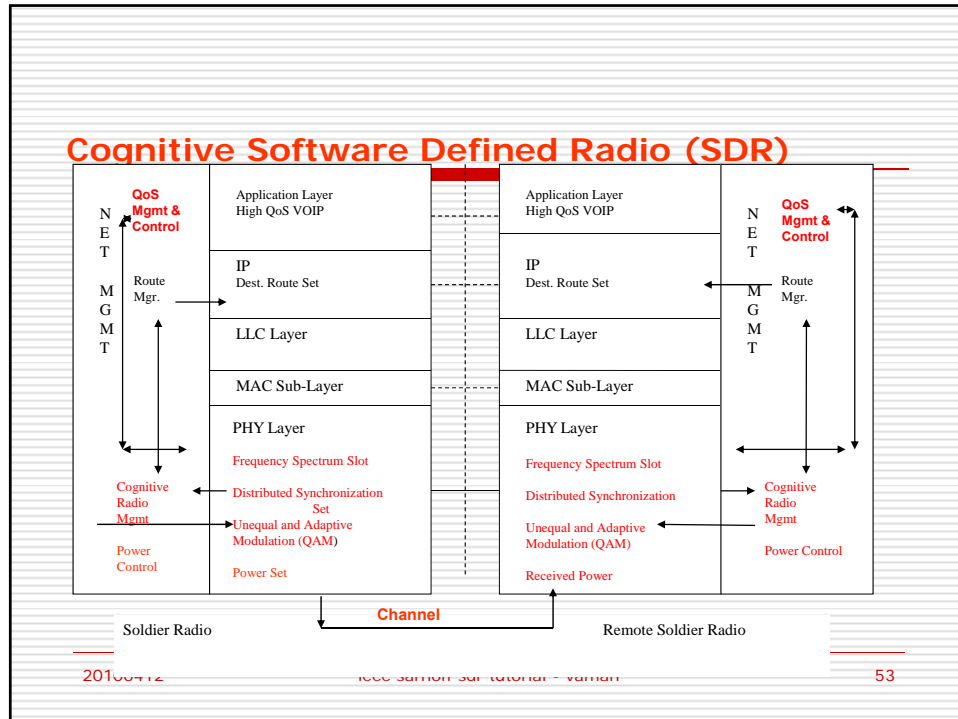 Cognitive Software Defined Radio (SDR)
N
E
T
M
G
M
T
QoS
Mgmt &
Control
Route
Mgr.
Cognitive
Radio
Mgmt
Power
Control
Application Layer
High QoS VOIP
IP
Dest. Route Set
LLC Layer
MAC Sub-Layer
PHY Layer
Frequency Spectrum Slot
Distributed Synchronization
Set
Unequal and Adaptive
Modulation (QAM)
Power Set
Application Layer
High QoS VOIP
IP
Dest. Route Set
LLC Layer
MAC Sub-Layer
PHY Layer
Frequency Spectrum Slot
Distributed Synchronization
Unequal and Adaptive
Modulation (QAM)
Received Power
N
E
T
M
G
M
T
QoS
Mgmt &
Control
Route
Mgr.
Cognitive
Radio
Mgmt
Power Control
Channel
Soldier Radio
Remote Soldier Radio
20100412
sdr tutorial - vaman
53